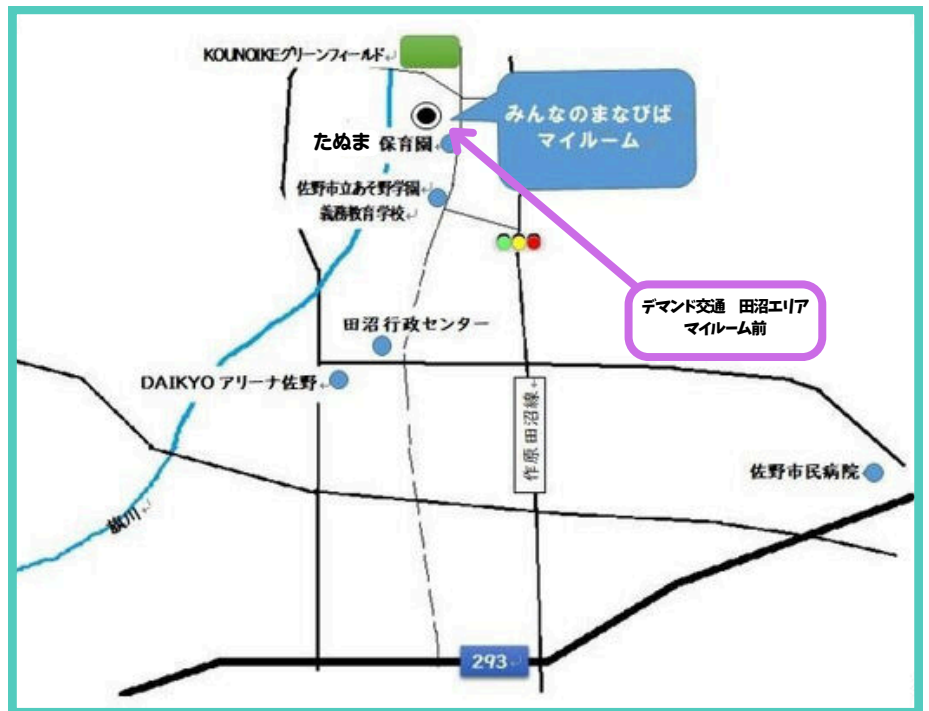 KOUNOIKEグリーンフィールド
みんなのまなびば
マイルーム
たぬま 保育園
佐野市立あそ野学園
義務教育学校
デマンド交通 田沼エリア
マイルーム前
田沼行政センター
DAIKYO アリーナ佐野
作原田沼線
佐野市民病院
旗川
293